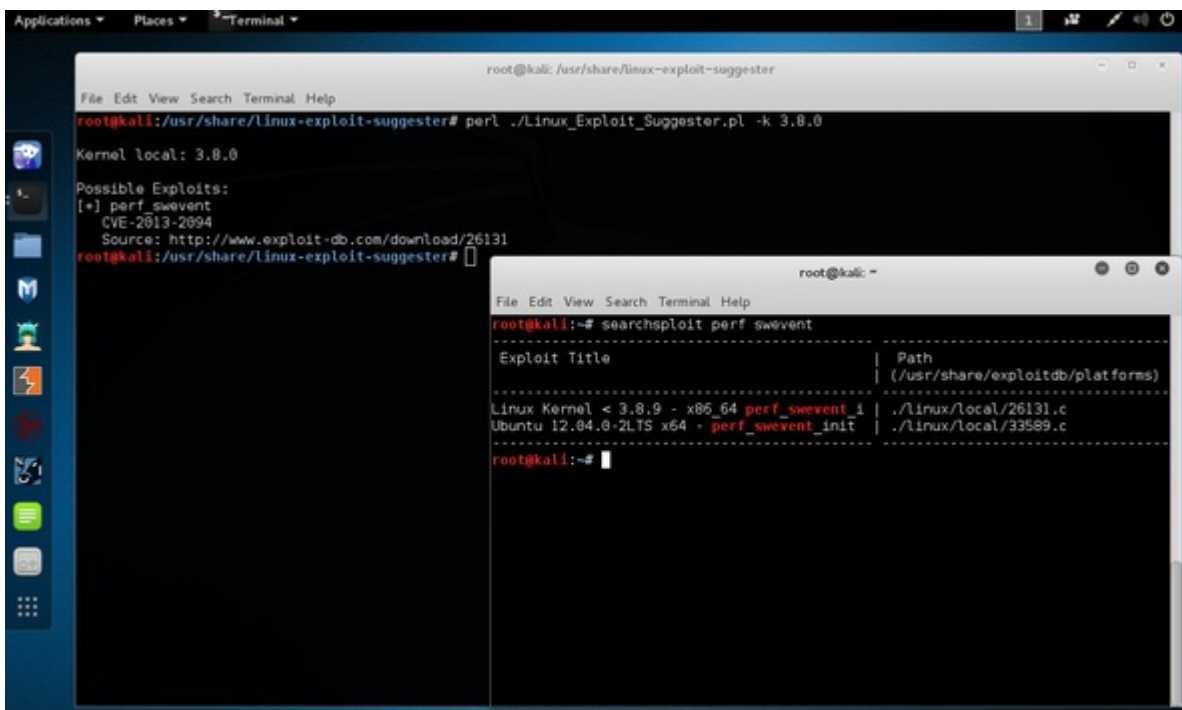 Applications Places Terminal 1
root@kali: /usr/share/linux-exploit-suggester
File Edit View Search Terminal Help
root@kali:/usr/share/linux-exploit-suggester# perl ./Linux_Exploit_Suggester.pl -k 3.8.0
Kernel local: 3.8.0
Possible Exploits:
[+] perf_swevent
CVE-2013-2094
Source: http://www.exploit-db.com/download/26131
root@kali:/usr/share/linux-exploit-suggester#
root@kali: ~
File Edit View Search Terminal Help
root@kali:~# searchsploit perf swevent
Exploit Title | Path
| (/usr/share/exploitdb/platforms)
Linux Kernel < 3.8.9 - x86_64 perf_swevent_i | ./linux/local/26131.c
Ubuntu 12.04.0-2LTS x64 - perf_swevent_init | ./linux/local/33589.c
root@kali:~#